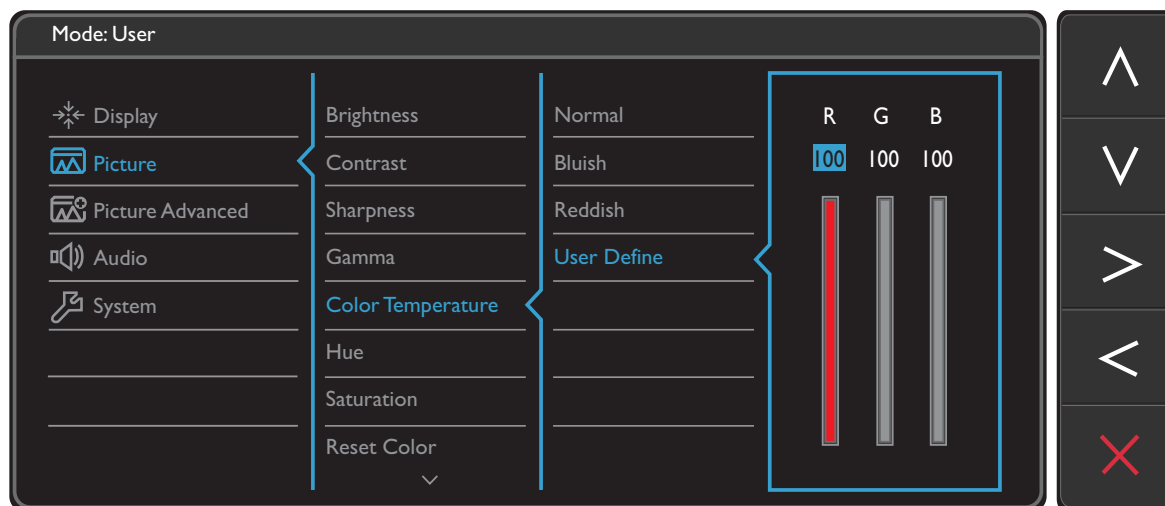 Mode: User
Display
Picture
Picture Advanced
Audio
System
Brightness
Contrast
Sharpness
Gamma
Color Temperature
Hue
Saturation
Reset Color
Normal
Bluish
Reddish
User Define
R G B
100 100 100